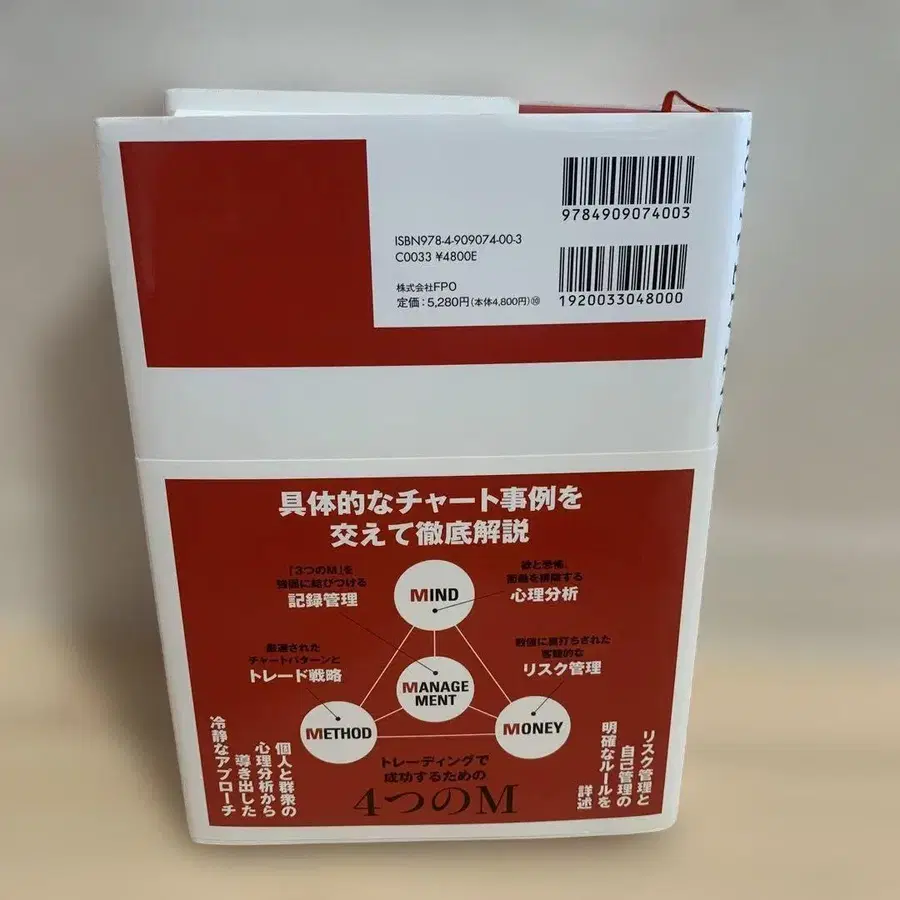 9784909074003
ISBN978-4-909074-00-3
C0033 ¥4800E
1920033048000
株式会社FPO
定価：5,280円(本体4,800円)⑩
具体的なチャート事例を
交えて徹底解説
「3つのM」を
強固に結びつける
記録管理
欲と恐怖、
距離を排除する
心理分析
MIND
厳選された
チャートパターンと
トレード戦略
数値に裏打ちされた
客観的な
リスク管理
MANAGE
MENT
METHOD
MONEY
個人と群衆の
心理分析から
導き出した
冷静なアプローチ
リスク管理と
自己管理の
明確なルールを
詳述
トレーディングで
成功するための
4つのM